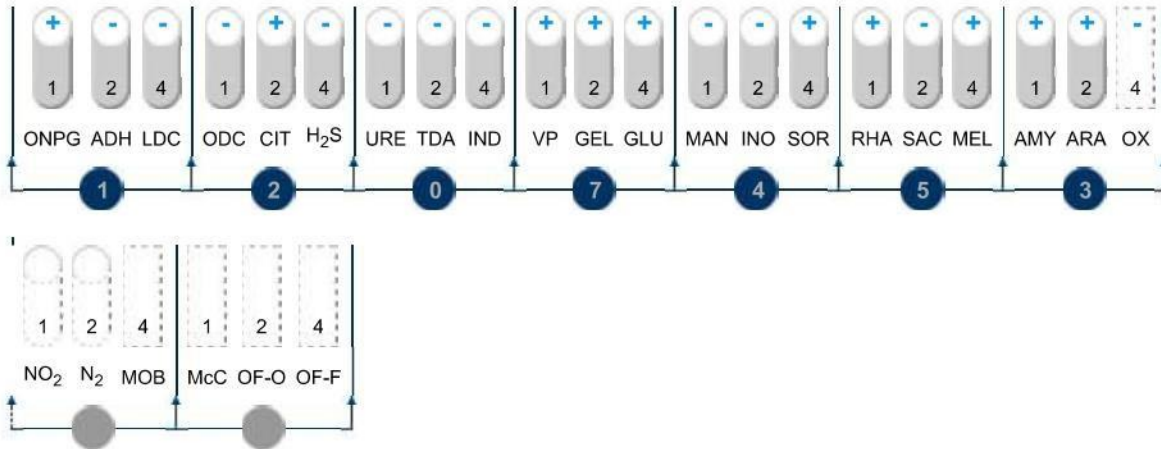 + - - - + - - - - + + + - - + + - + + + -
1 2 4 1 2 4 1 2 4 1 2 4 1 2 4 1 2 4 1 2 4
ONPG ADH LDC ODC CIT H₂S URE TDA IND VP GEL GLU MAN INO SOR RHA SAC MEL AMY ARA OX
1 2 0 7 4 5 3
1 2 4 1 2 4
NO₂ N₂ MOB McC OF-O OF-F